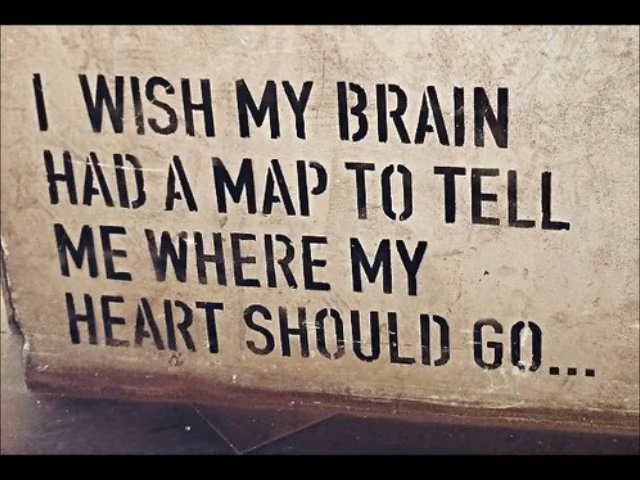 I WISH MY BRAIN
HAD A MAP TO TELL
ME WHERE MY
HEART SHOULD GO...